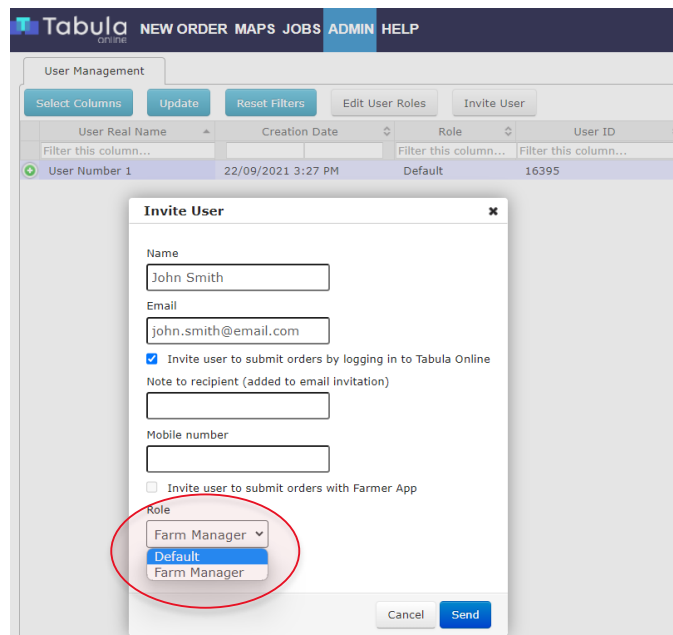 Tabula online NEW ORDER MAPS JOBS ADMIN HELP
User Management
Select Columns Update Reset Filters Edit User Roles Invite User
User Real Name Creation Date Role User ID
Filter this column... Filter this column... Filter this column...
User Number 1 22/09/2021 3:27 PM Default 16395
Invite User
Name
John Smith
Email
john.smith@email.com
Invite user to submit orders by logging in to Tabula Online
Note to recipient (added to email invitation)
Mobile number
Invite user to submit orders with Farmer App
Role
Farm Manager
Default
Farm Manager
Cancel Send